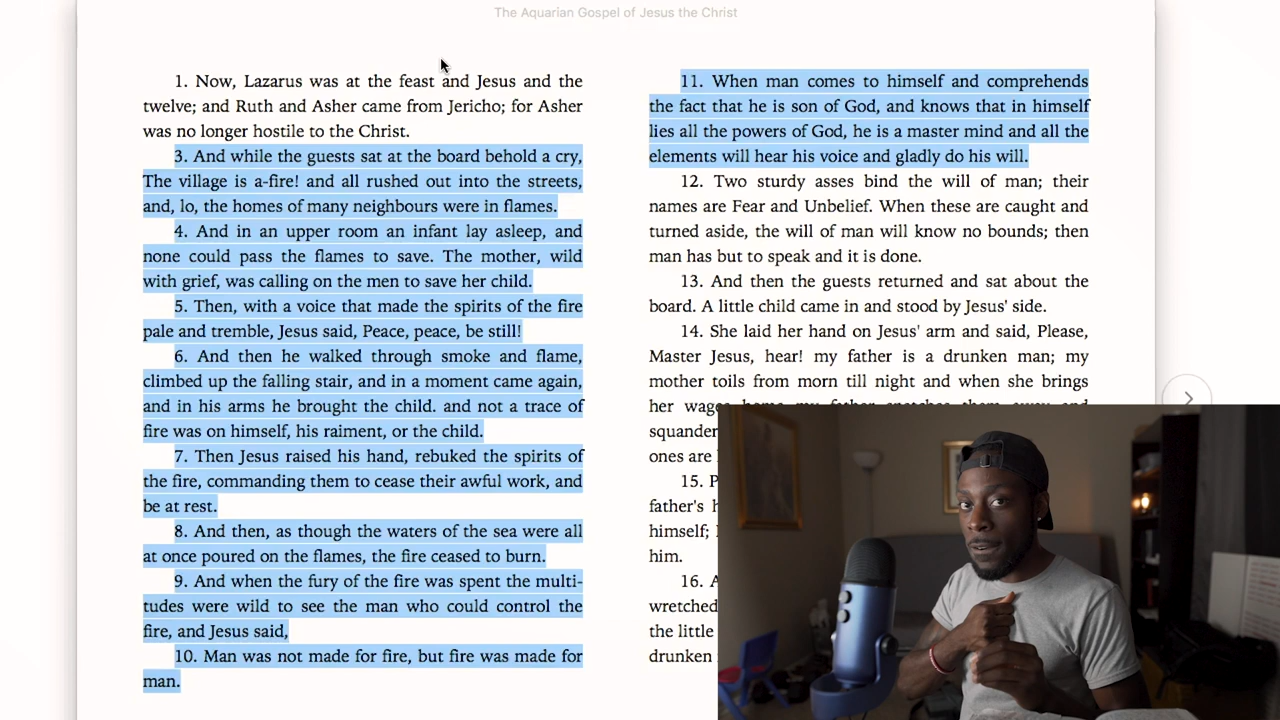 The Aquarian Gospel of Jesus the Christ
1. Now, Lazarus was at the feast and Jesus and the
twelve; and Ruth and Asher came from Jericho; for Asher
was no longer hostile to the Christ.
3. And while the guests sat at the board behold a cry,
The village is a-fire! and all rushed out into the streets,
and, lo, the homes of many neighbours were in flames.
4. And in an upper room an infant lay asleep, and
none could pass the flames to save. The mother, wild
with grief, was calling on the men to save her child.
5. Then, with a voice that made the spirits of the fire
pale and tremble, Jesus said, Peace, peace, be still!
6. And then he walked through smoke and flame,
climbed up the falling stair, and in a moment came again,
and in his arms he brought the child. and not a trace of
fire was on himself, his raiment, or the child.
7. Then Jesus raised his hand, rebuked the spirits of
the fire, commanding them to cease their awful work, and
be at rest.
8. And then, as though the waters of the sea were all
at once poured on the flames, the fire ceased to burn.
9. And when the fury of the fire was spent the multi-
tudes were wild to see the man who could control the
fire, and Jesus said,
10. Man was not made for fire, but fire was made for
man.
11. When man comes to himself and comprehends
the fact that he is son of God, and knows that in himself
lies all the powers of God, he is a master mind and all the
elements will hear his voice and gladly do his will.
12. Two sturdy asses bind the will of man; their
names are Fear and Unbelief. When these are caught and
turned aside, the will of man will know no bounds; then
man has but to speak and it is done.
13. And then the guests returned and sat about the
board. A little child came in and stood by Jesus' side.
14. She laid her hand on Jesus' arm and said, Please,
Master Jesus, hear! my father is a drunken man; my
mother toils from morn till night and when she brings
her
squander
ones are
15.
father's
himself;
him.
16.
wretched
the little
drunken